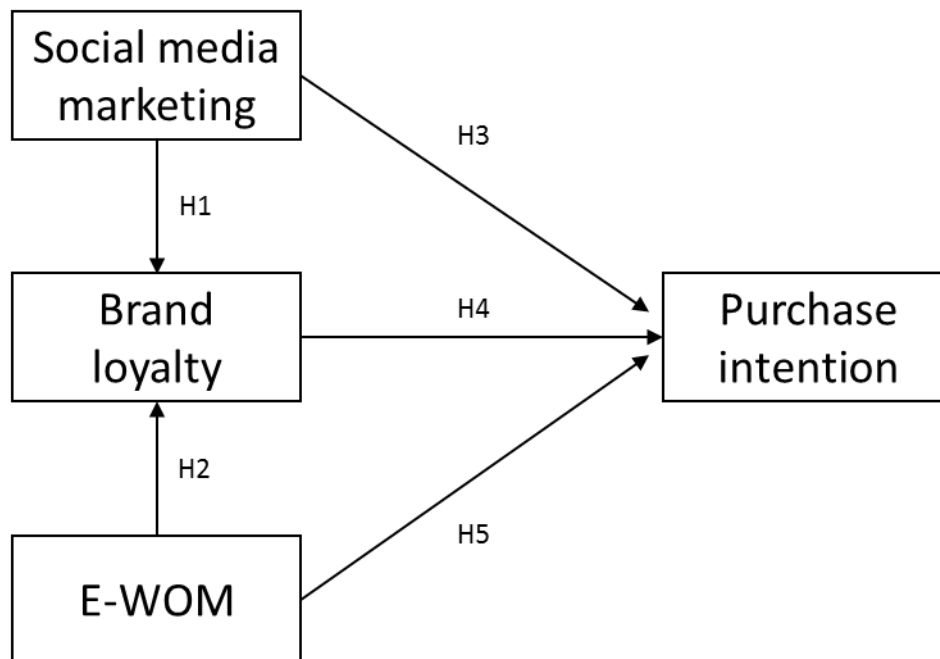 Social media
marketing
H3
H1
Brand
loyalty
H4
Purchase
intention
H2
H5
E-WOM